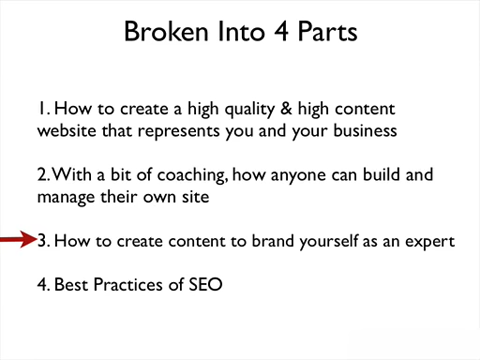 Broken Into 4 Parts
1. How to create a high quality & high content
website that represents you and your business
2. With a bit of coaching, how anyone can build and
manage their own site
3. How to create content to brand yourself as an expert
4. Best Practices of SEO